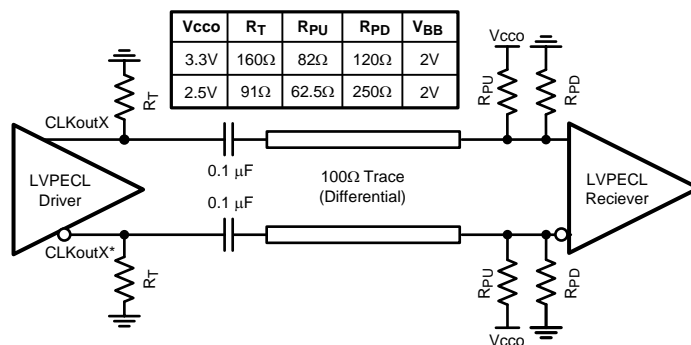 Vcco RT RPU RPD VBB
3.3V 160Ω 82Ω 120Ω 2V
2.5V 91Ω 62.5Ω 250Ω 2V
Vcco
RT
RPU
RPD
CLKoutX
0.1 μF
LVPECL
Driver
100Ω Trace
(Differential)
LVPECL
Reciever
0.1 μF
CLKoutX*
RT
RPU
RPD
Vcco